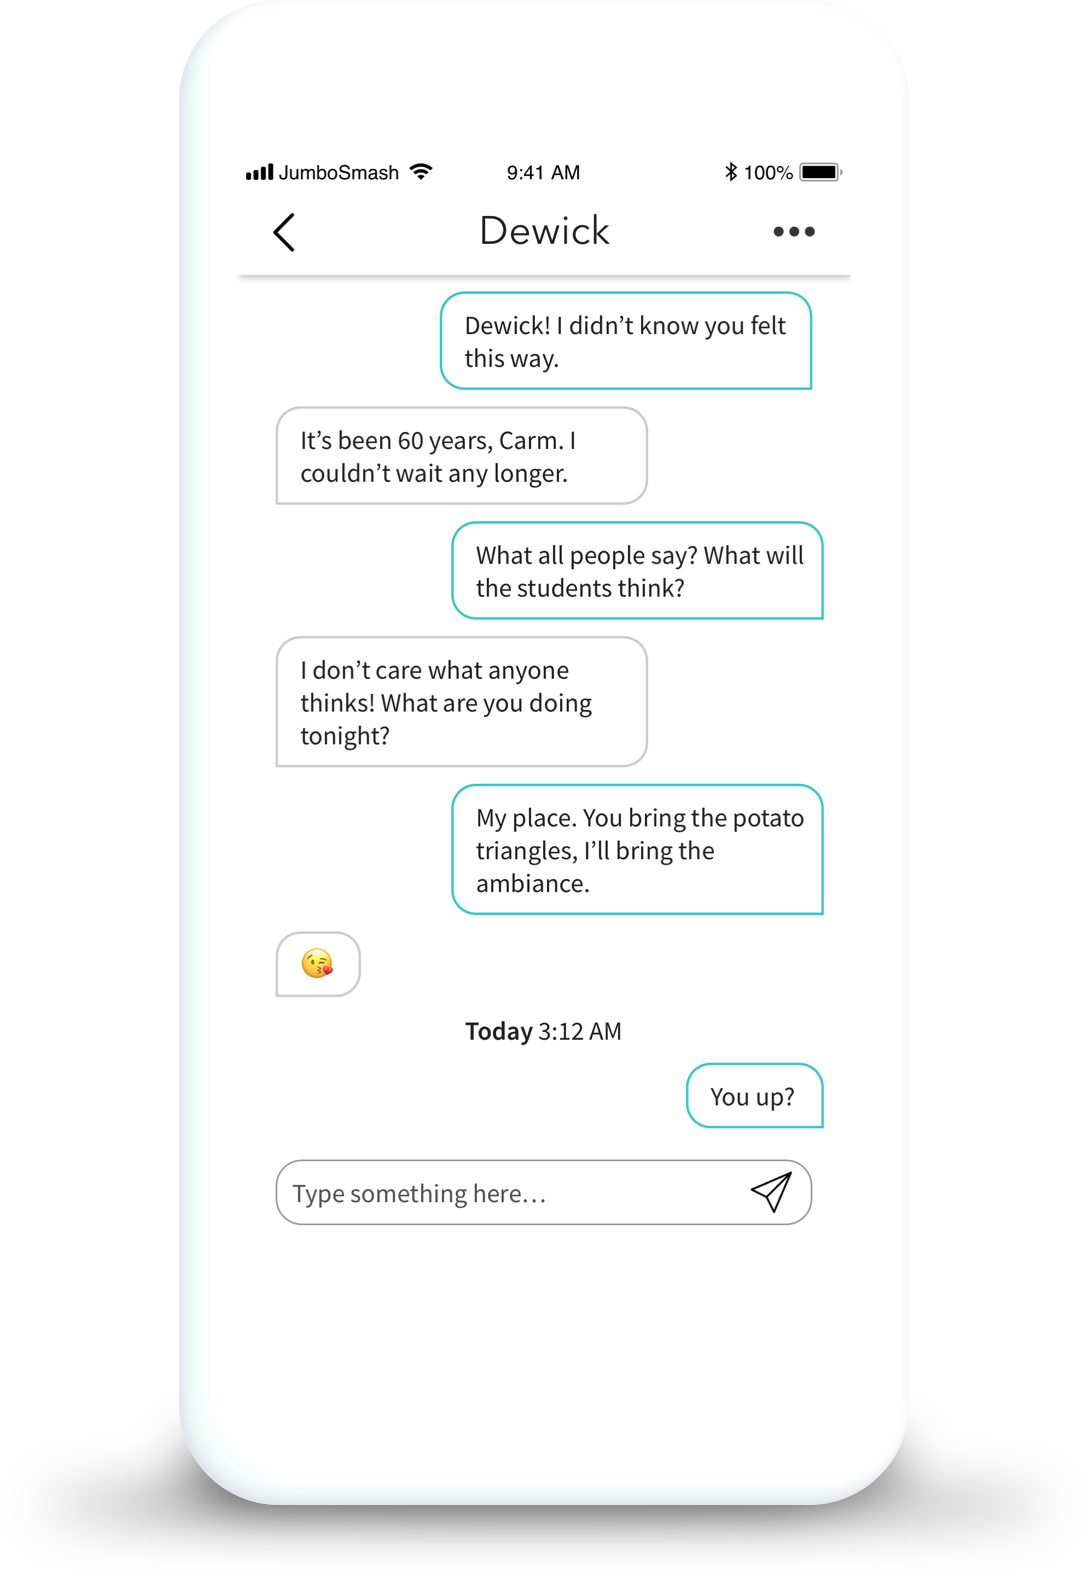 JumboSmash 9:41 AM 100%
Dewick
Dewick! I didn’t know you felt
this way.
It’s been 60 years, Carm. I
couldn’t wait any longer.
What all people say? What will
the students think?
I don’t care what anyone
thinks! What are you doing
tonight?
My place. You bring the potato
triangles, I’ll bring the
ambiance.
😘
Today 3:12 AM
You up?
Type something here…